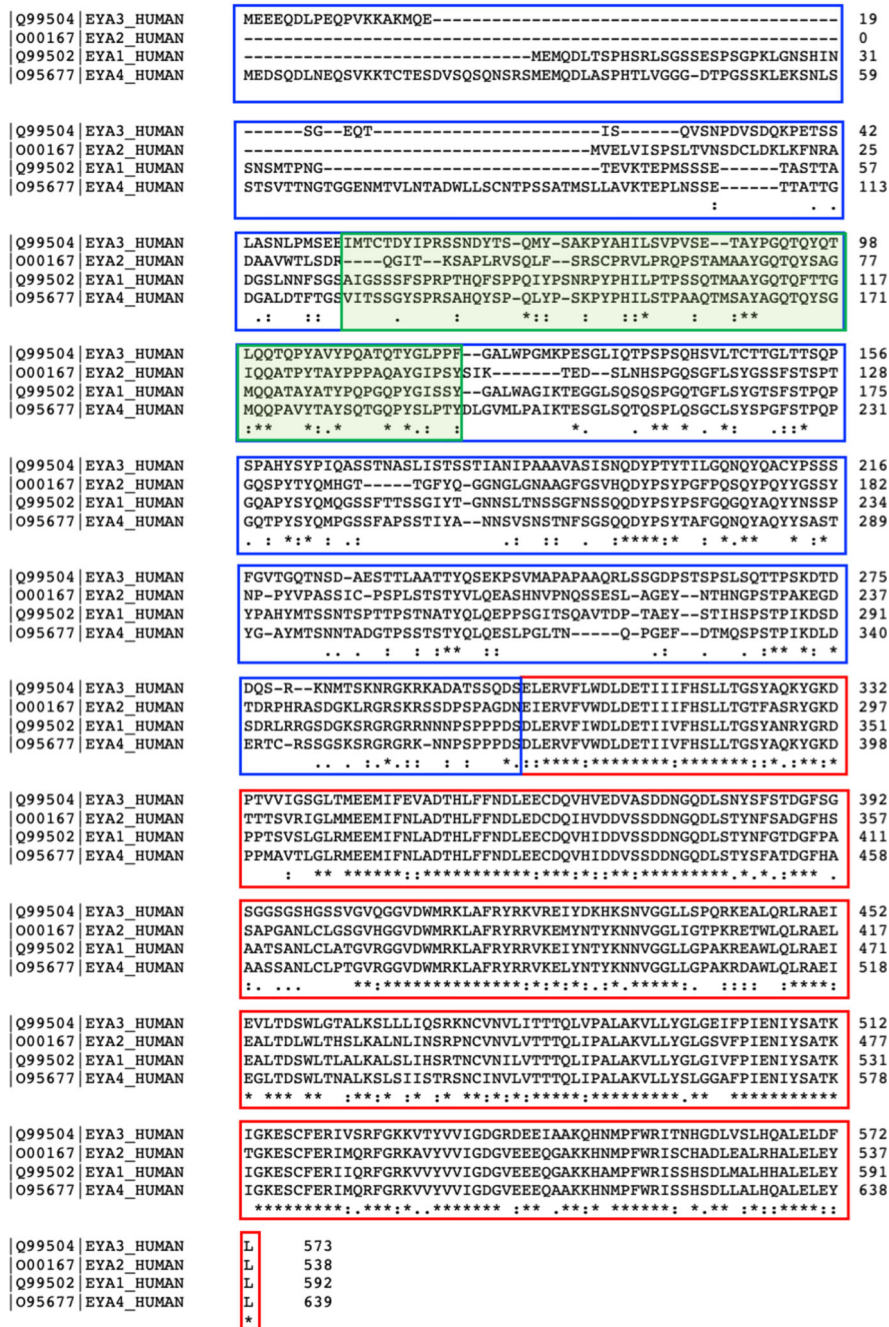 |Q99504|EYA3_HUMAN MEEEQDLPEQPVKKAKMQE----------------------------------------- 19
|O00167|EYA2_HUMAN ------------------------------------------------------------ 0
|Q99502|EYA1_HUMAN -----------------------------MEMQDLTSPHSRLSGSSESPSGPKLGNSHIN 31
|O95677|EYA4_HUMAN MEDSQDLNEQSVKKTCTESDVSQSQNSRSMEMQDLASPHTLVGGG-DTPGSSKLEKSNLS 59
|Q99504|EYA3_HUMAN ------SG--EQT-----------------------IS------QVSNPDVSDQKPETSS 42
|O00167|EYA2_HUMAN -----------------------------------MVELVISPSLTVNSDCLDKLKFNRA 25
|Q99502|EYA1_HUMAN SNSMTPNG----------------------------TEVKTEPMSSSE------TASTTA 57
|O95677|EYA4_HUMAN STSVTTNGTGGENMTVLNTADWLLSCNTPSSATMSLLAVKTEPLNSSE------TTATTG 113
: . .
|Q99504|EYA3_HUMAN LASNLPMSEEIMTCTDYIPRSSNDYTS-QMY-SAKPYAHILSVPVSE--TAYPGQTQYQT 98
|O00167|EYA2_HUMAN DAAVWTLSDR----QGIT--KSAPLRVSQLF--SRSCPRVLPRQPSTAMAAYGQTQYSAG 77
|Q99502|EYA1_HUMAN DGSLNNFSGSAIGSSSFSPRPTHQFSPPQIYPSNRPYPHILPTPSSQTMAAYGQTQFTTG 117
|O95677|EYA4_HUMAN DGALDTFTGSVITSSGYSPRSAHQYSP-QLYP-SKPYPHILSTPAAQTMSAYAGQTQYSG 171
.: :: . : *:: : ::* : **
|Q99504|EYA3_HUMAN LQQTQPYAVYPQATQTYGLPPF--GALWPGMKPESGLIQTPSPSQHSVLTCTTGLTTSQP 156
|O00167|EYA2_HUMAN IQQATPYTAYPPPAQAYGIPSYSIK------TED--SLNHSPGQSGFLSYGSSFSTSPT 128
|Q99502|EYA1_HUMAN MQQATAYATYPQPGQPYGISSY--GALWAGIKTEGGLSQSQSPGQTGFLSYGTSFSTPQP 175
|O95677|EYA4_HUMAN MQQPAVYTAYSQTGQPYSLPTYDLGVMLPAIKTESGLSQTQSPLQSGCLSYSPGFSTPQP 231
:** *:.* * *.: : *. . ** * . *: .::*
|Q99504|EYA3_HUMAN SPAHYSYPIQASSTNASLISTSSTIANIPAAAVASISNQDYPTYTILGQNQYQACYPSSS 216
|O00167|EYA2_HUMAN GQSPYTYQMHGT-----TGFYQ-GGNGLGNAAGFGSVHQDYPSYPGFPQSQYPQYYGSSY 182
|Q99502|EYA1_HUMAN GQAPYSYQMQGSSFTTSSGIYT-GNNSLTNSSGFNSSQQDYPSYPSFGQGQYAQYYNSSP 234
|O95677|EYA4_HUMAN GQTPYSYQMPGSSFAPSSTIYA--NNSVSNSTNFSGSQQDYPSYTAFGQNQYAQYYSAST 289
. : *:* : .: .: : . :****:* : *.** * :*
|Q99504|EYA3_HUMAN FGVTGQTNSD-AESTTLAATTYQSEKPSVMAPAPAAQRLSSGDPSTSPSLSQTTPSKDTD 275
|O00167|EYA2_HUMAN NP-PYVPASSIC-PSPLSTSTYVLQEASHNVPNQSSESL-AGEY--NTHNGPSTPAKEGD 237
|Q99502|EYA1_HUMAN YPAHYMTSSNTSPTTPSTNATYQLQEPPSGITSQAVTDP-TAEY--STIHSPSTPIKDSD 291
|O95677|EYA4_HUMAN YG-AYMTSNNTADGTPSSTSTYQLQESLPGLTN-----Q-PGEF--DTMQSPSTPIKDLD 340
... . : :** :: .: . :** *: *
|Q99504|EYA3_HUMAN DQS-R--KNMTSKNRGKRKADATSSQDSELERVFLWDLDETIIIFHSLLTGSYAQKYGKD 332
|O00167|EYA2_HUMAN TDRPHRASDGKLRGRSKRSSDPSPAGDNEIERVFVWDLDETIIIFHSLLTGTFASRYGKD 297
|Q99502|EYA1_HUMAN SDRLRRGSDGKSRGRGRRNNNPSPPPDSDLERVFIWDLDETIIVFHSLLTGSYANRYGRD 351
|O95677|EYA4_HUMAN ERTC-RSSGSKSRGRGRK-NNPSPPPDSDLERVFVWDLDETIIVFHSLLTGSYAQKYGKD 398
... :.*.:: : : *.::****:********:*******::*.:**:*
|Q99504|EYA3_HUMAN PTVVIGSGLTMEEMIFEVADTHLFFNDLEECDQVHVEDVASDDNGQDLSNYSFSTDGFSG 392
|O00167|EYA2_HUMAN TTTSVRIGLMMEEMIFNLADTHLFFNDLEDCDQIHVDDVSSDDNGQDLSTYNFSADGFHS 357
|Q99502|EYA1_HUMAN PPTSVSLGLRMEEMIFNLADTHLFFNDLEECDQVHIDDVSSDDNGQDLSTYNFGTDGFPA 411
|O95677|EYA4_HUMAN PPMAVTLGLRMEEMIFNLADTHLFFNDLEECDQVHIDDVSSDDNGQDLSTYSFATDGFHA 458
: ** ******::***********:***:*::**:*********.*.*.:*** .
|Q99504|EYA3_HUMAN SGGSGSHGSSVGVQGGVDWMRKLAFRYRKVREIYDKHKSNVGGLLSPQRKEALQRLRAEI 452
|O00167|EYA2_HUMAN SAPGANLCLGSGVHGGVDWMRKLAFRYRRVKEMYNTYKNNVGGLIGTPKRETWLQLRAEL 417
|Q99502|EYA1_HUMAN AATSANLCLATGVRGGVDWMRKLAFRYRRVKEIYNTYKNNVGGLLGPAKREAWLQLRAEI 471
|O95677|EYA4_HUMAN AASSANLCLPTGVRGGVDWMRKLAFRYRRVKELYNTYKNNVGGLLGPAKRDAWLQLRAEI 518
:. ... **:**************:*:*:*:.:*.*****:. :::: :****:
|Q99504|EYA3_HUMAN EVLTDSWLGTALKSLLLIQSRKNCVNVLITTTQLVPALAKVLLYGLGEIFPIENIYSATK 512
|O00167|EYA2_HUMAN EALTDLWLTHSLKALNLINSRPNCVNVLVTTTQLIPALAKVLLYGLGSVFPIENIYSATK 477
|Q99502|EYA1_HUMAN EALTDSWLTLALKALSLIHSRTNCVNILVTTTQLIPALAKVLLYGLGIVFPIENIYSATK 531
|O95677|EYA4_HUMAN EGLTDSWLTNALKSLSIISTRSNCINVLVTTTQLIPALAKVLLYSLGGAFPIENIYSATK 578
* *** ** :**:* :* :* **:*:*:*****:*********.** ***********
|Q99504|EYA3_HUMAN IGKESCFERIVSRFGKKVTYVVIGDGRDEEIAAKQHNMPFWRITNHGDLVSLHQALELDF 572
|O00167|EYA2_HUMAN TGKESCFERIMQRFGRKAVYVVIGDGVEEEQGAKKHNMPFWRISCHADLEALRHALELEY 537
|Q99502|EYA1_HUMAN IGKESCFERIIQRFGRKVVYVVIGDGVEEEQGAKKHAMPFWRISSHSDLMALHHALELEY 591
|O95677|EYA4_HUMAN IGKESCFERIMQRFGRKVVYVVIGDGVEEEQAAKKHNMPFWRISSHSDLLALHQALELEY 638
*********:.***:*..******* :** .**:* ******: *.** :*::****::
|Q99504|EYA3_HUMAN L 573
|O00167|EYA2_HUMAN L 538
|Q99502|EYA1_HUMAN L 592
|O95677|EYA4_HUMAN L 639
*